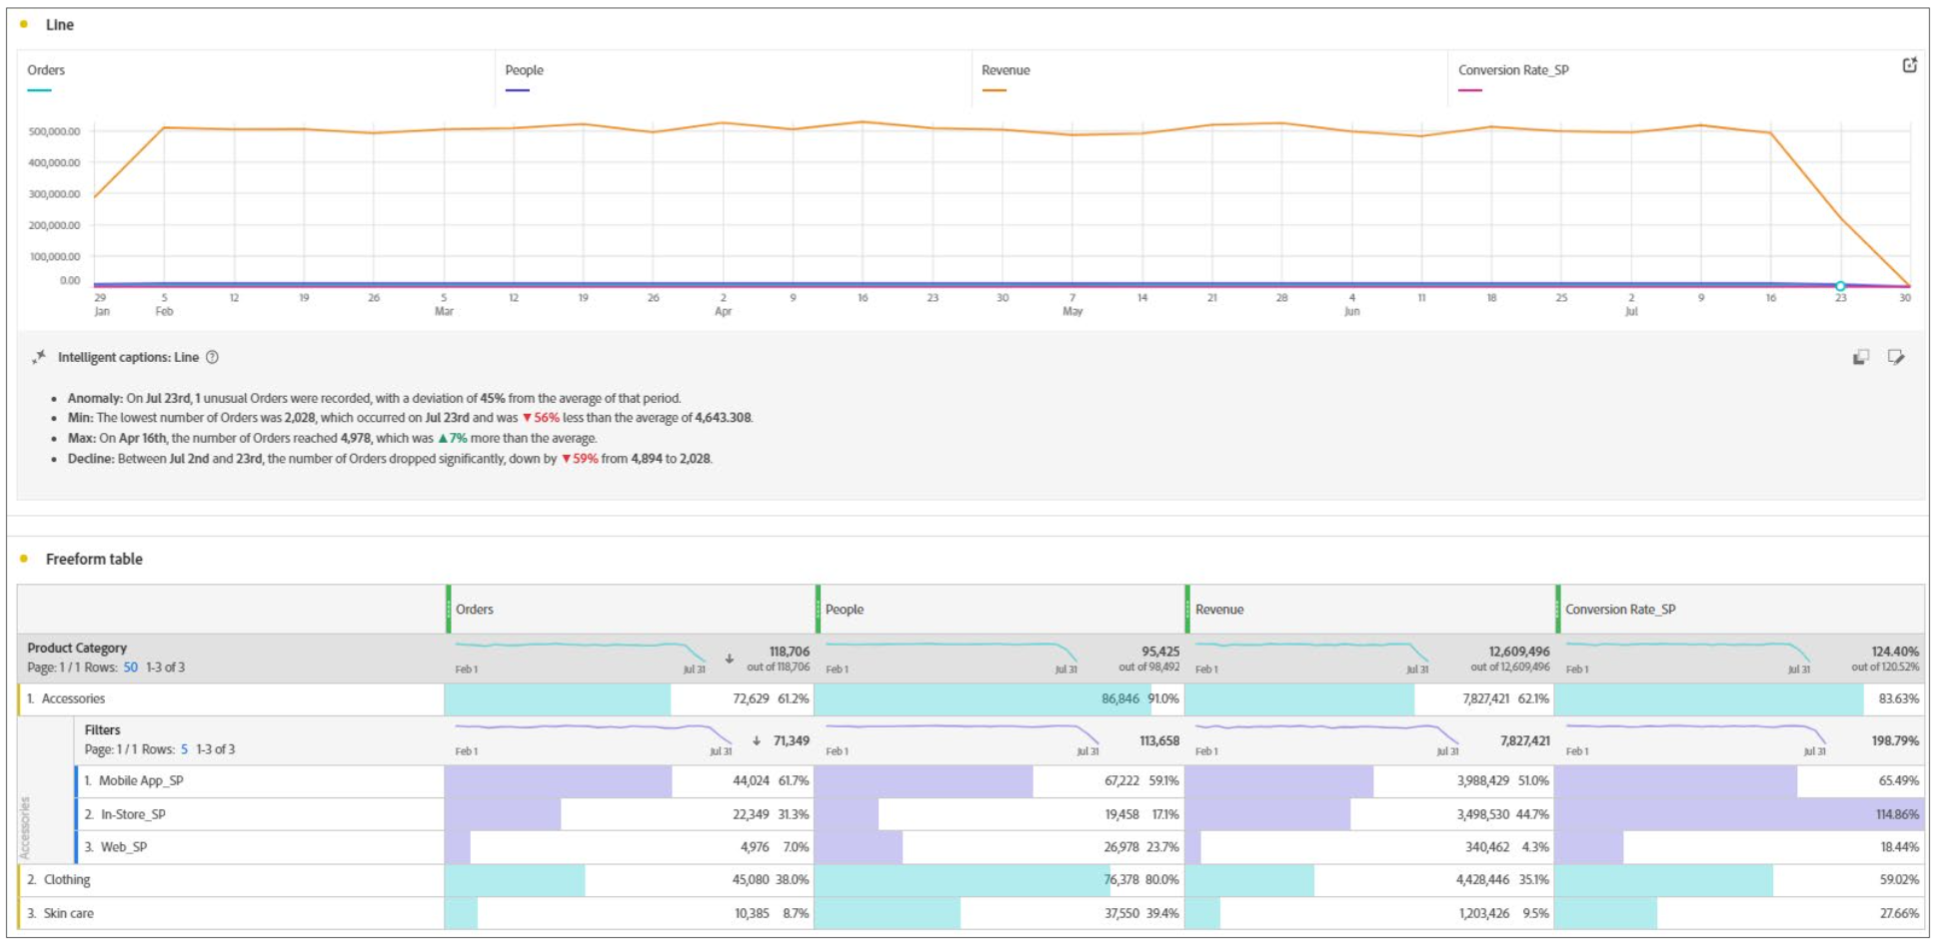 Line
Orders People Revenue Conversion Rate_SP
500,000.00
400,000.00
300,000.00
200,000.00
100,000.00
0.00
29 5 12 19 26 5 12 19 26 2 9 16 23 30 7 14 21 28 4 11 18 25 2 9 16 23 30
Jan Feb Mar Apr May Jun Jul
Intelligent captions: Line ?
• Anomaly: On Jul 23rd, 1 unusual Orders were recorded, with a deviation of 45% from the average of that period.
• Min: The lowest number of Orders was 2,028, which occurred on Jul 23rd and was ▼56% less than the average of 4,643.308.
• Max: On Apr 16th, the number of Orders reached 4,978, which was ▲7% more than the average.
• Decline: Between Jul 2nd and 23rd, the number of Orders dropped significantly, down by ▼59% from 4,894 to 2,028.
Freeform table
Orders People Revenue Conversion Rate_SP
Product Category 118,706 95,425 12,609,496 124.40%
Page: 1 / 1 Rows: 50 1-3 of 3 Feb 1 Jul 31 ↓ out of 118,706 Feb 1 Jul 31 out of 98,492 Feb 1 Jul 31 out of 12,609,496 Feb 1 Jul 31 out of 120.52%
1. Accessories 72,629 61.2% 86,846 91.0% 7,827,421 62.1% 83.63%
Filters
Page: 1 / 1 Rows: 5 1-3 of 3 Feb 1 Jul 31 ↓ 71,349 Feb 1 Jul 31 113,658 Feb 1 Jul 31 7,827,421 Feb 1 Jul 31 198.79%
Accessories
1. Mobile App_SP 44,024 61.7% 67,222 59.1% 3,988,429 51.0% 65.49%
2. In-Store_SP 22,349 31.3% 19,458 17.1% 3,498,530 44.7% 114.86%
3. Web_SP 4,976 7.0% 26,978 23.7% 340,462 4.3% 18.44%
2. Clothing 45,080 38.0% 76,378 80.0% 4,428,446 35.1% 59.02%
3. Skin care 10,385 8.7% 37,550 39.4% 1,203,426 9.5% 27.66%